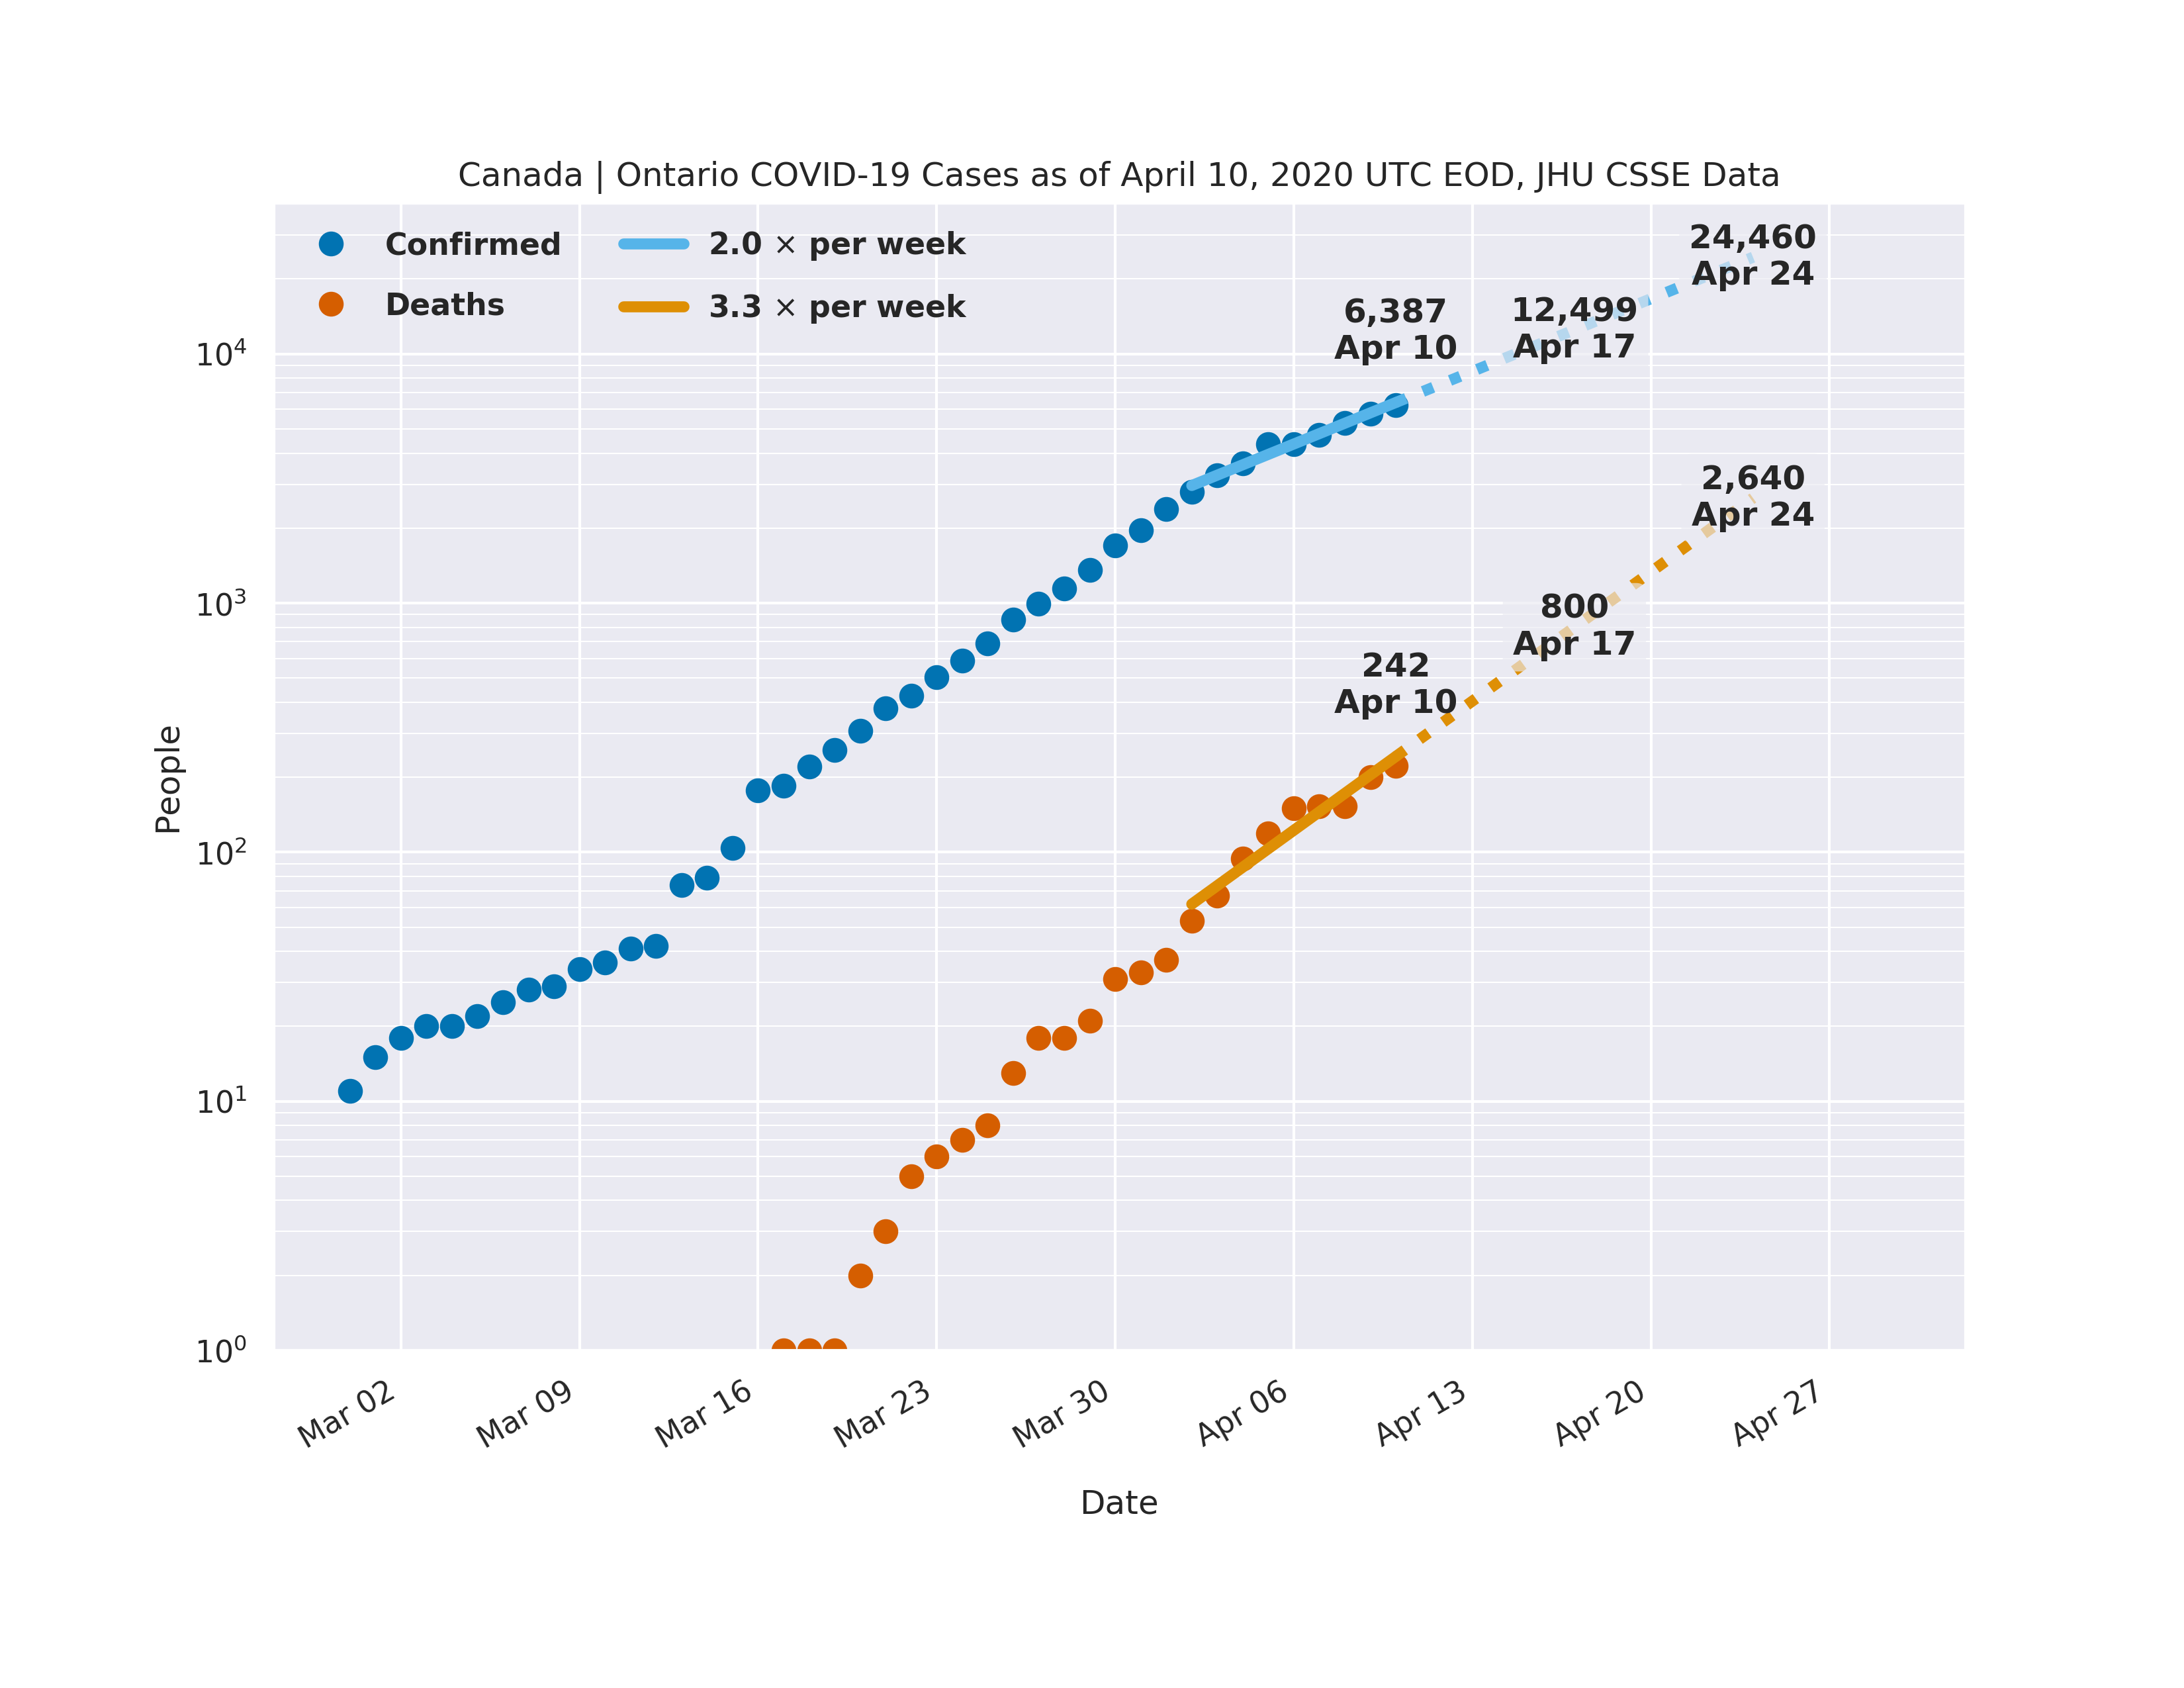 Canada | Ontario COVID-19 Cases as of April 10, 2020 UTC EOD, JHU CSSE Data
Confirmed
Deaths
2.0 × per week
3.3 × per week
24,460
Apr 24
6,387
Apr 10
12,499
Apr 17
2,640
Apr 24
800
Apr 17
242
Apr 10
People
10⁴
10³
10²
10¹
10⁰
Mar 02
Mar 09
Mar 16
Mar 23
Mar 30
Apr 06
Apr 13
Apr 20
Apr 27
Date